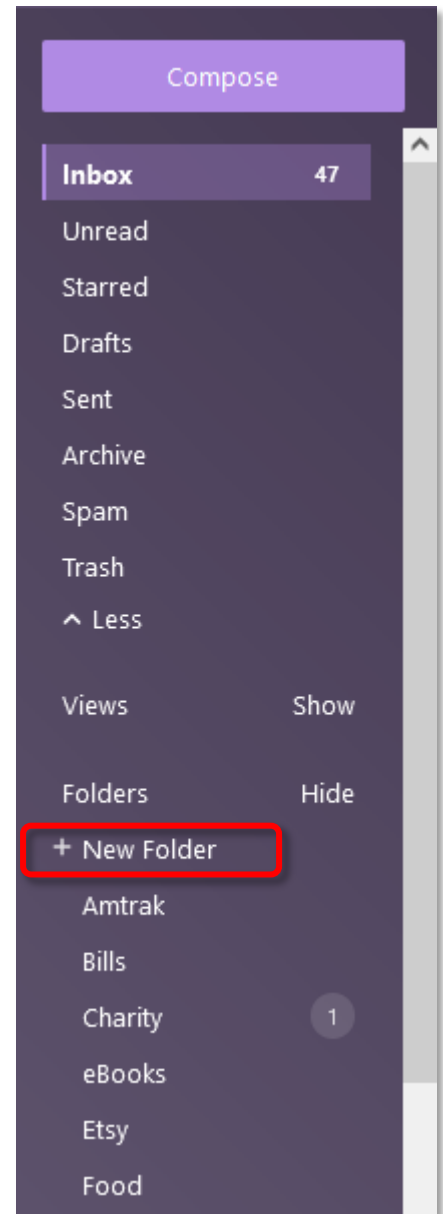 Compose
Inbox 47
Unread
Starred
Drafts
Sent
Archive
Spam
Trash
Less
Views Show
Folders Hide
+ New Folder
Amtrak
Bills
Charity 1
eBooks
Etsy
Food